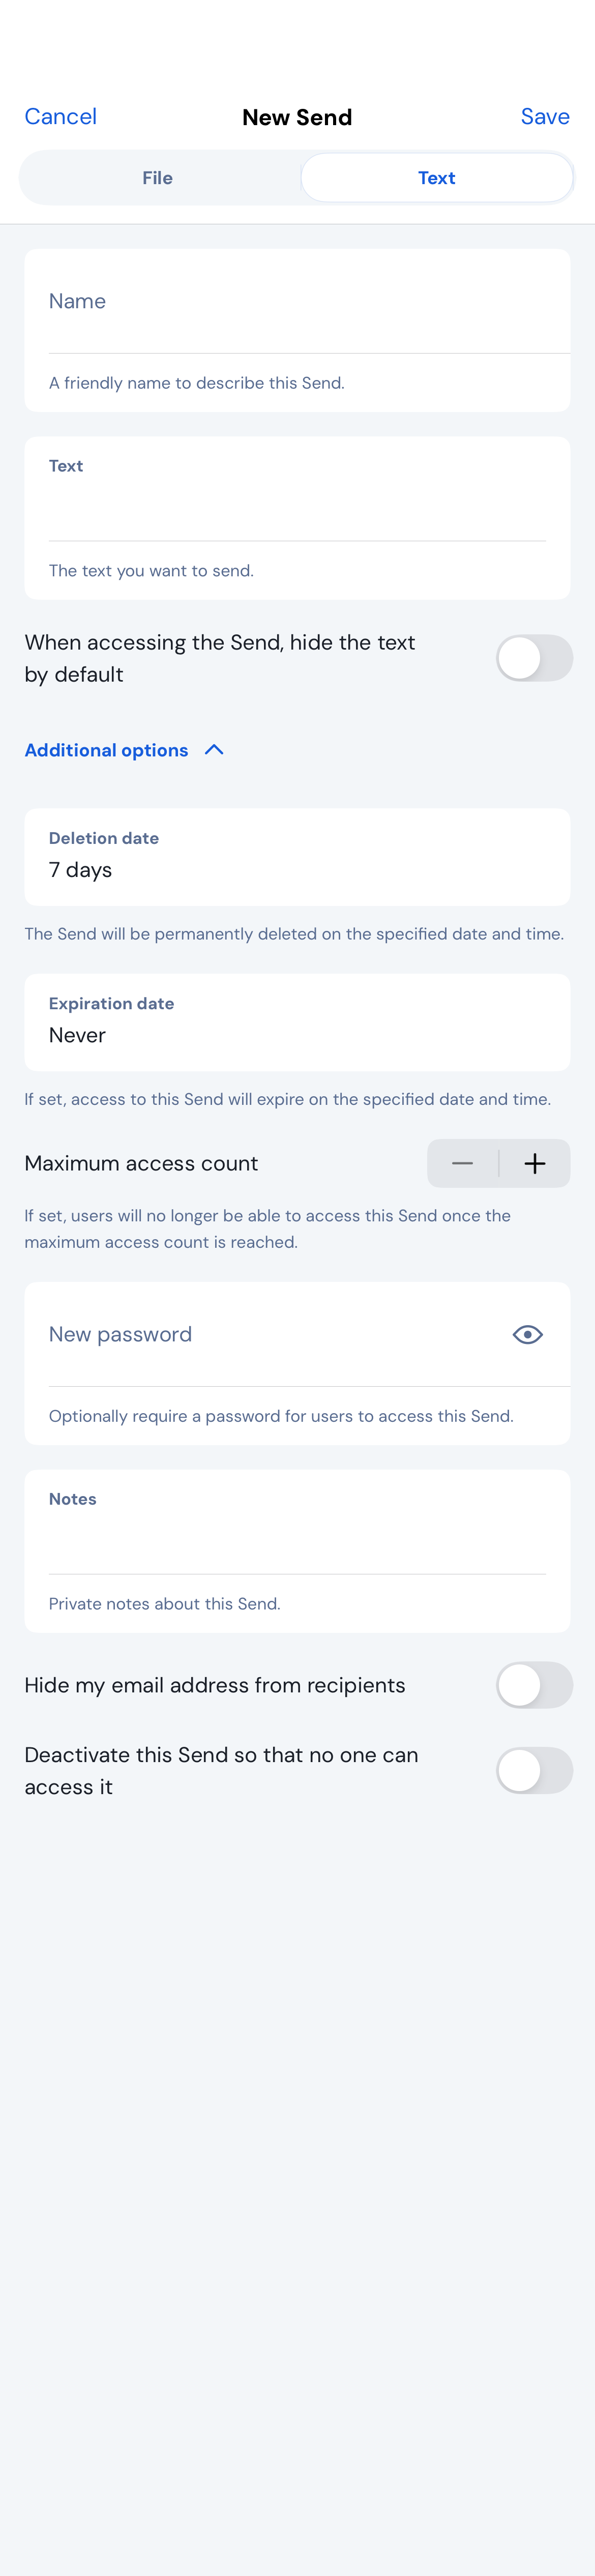 Cancel
New Send
Save
File
Text
Name
A friendly name to describe this Send.
Text
The text you want to send.
When accessing the Send, hide the text
by default
Additional options
Deletion date
7 days
The Send will be permanently deleted on the specified date and time.
Expiration date
Never
If set, access to this Send will expire on the specified date and time.
Maximum access count
If set, users will no longer be able to access this Send once the
maximum access count is reached.
New password
Optionally require a password for users to access this Send.
Notes
Private notes about this Send.
Hide my email address from recipients
Deactivate this Send so that no one can
access it